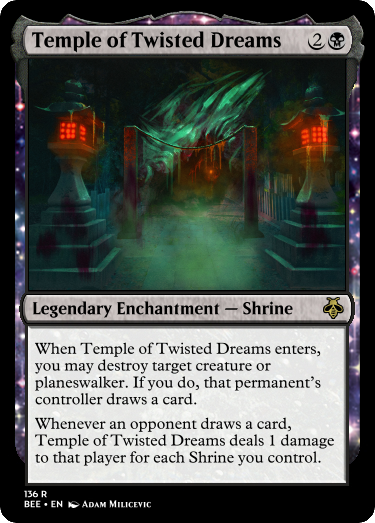 Temple of Twisted Dreams 2
Legendary Enchantment — Shrine
When Temple of Twisted Dreams enters,
you may destroy target creature or
planeswalker. If you do, that permanent's
controller draws a card.
Whenever an opponent draws a card,
Temple of Twisted Dreams deals 1 damage
to that player for each Shrine you control.
136 R
BEE • EN Adam Milicevic